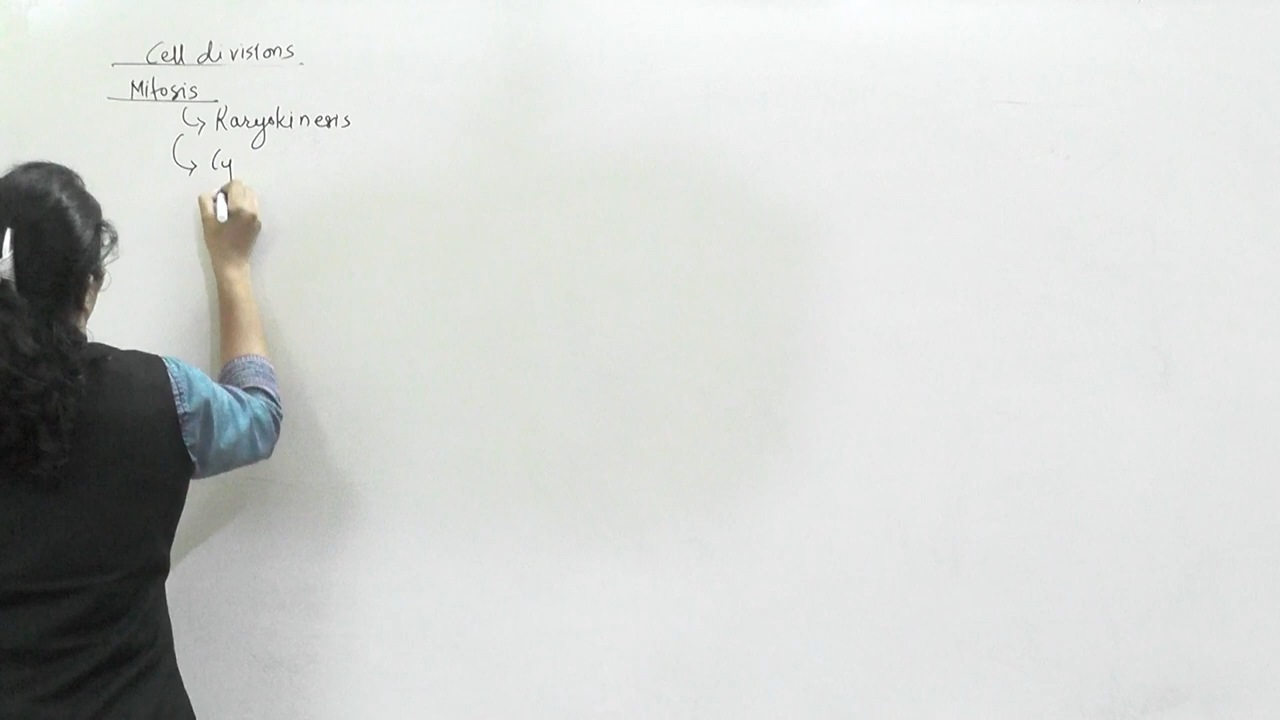 Cell divisions.
Mitosis
↳ Karyokinesis
↳ Cy